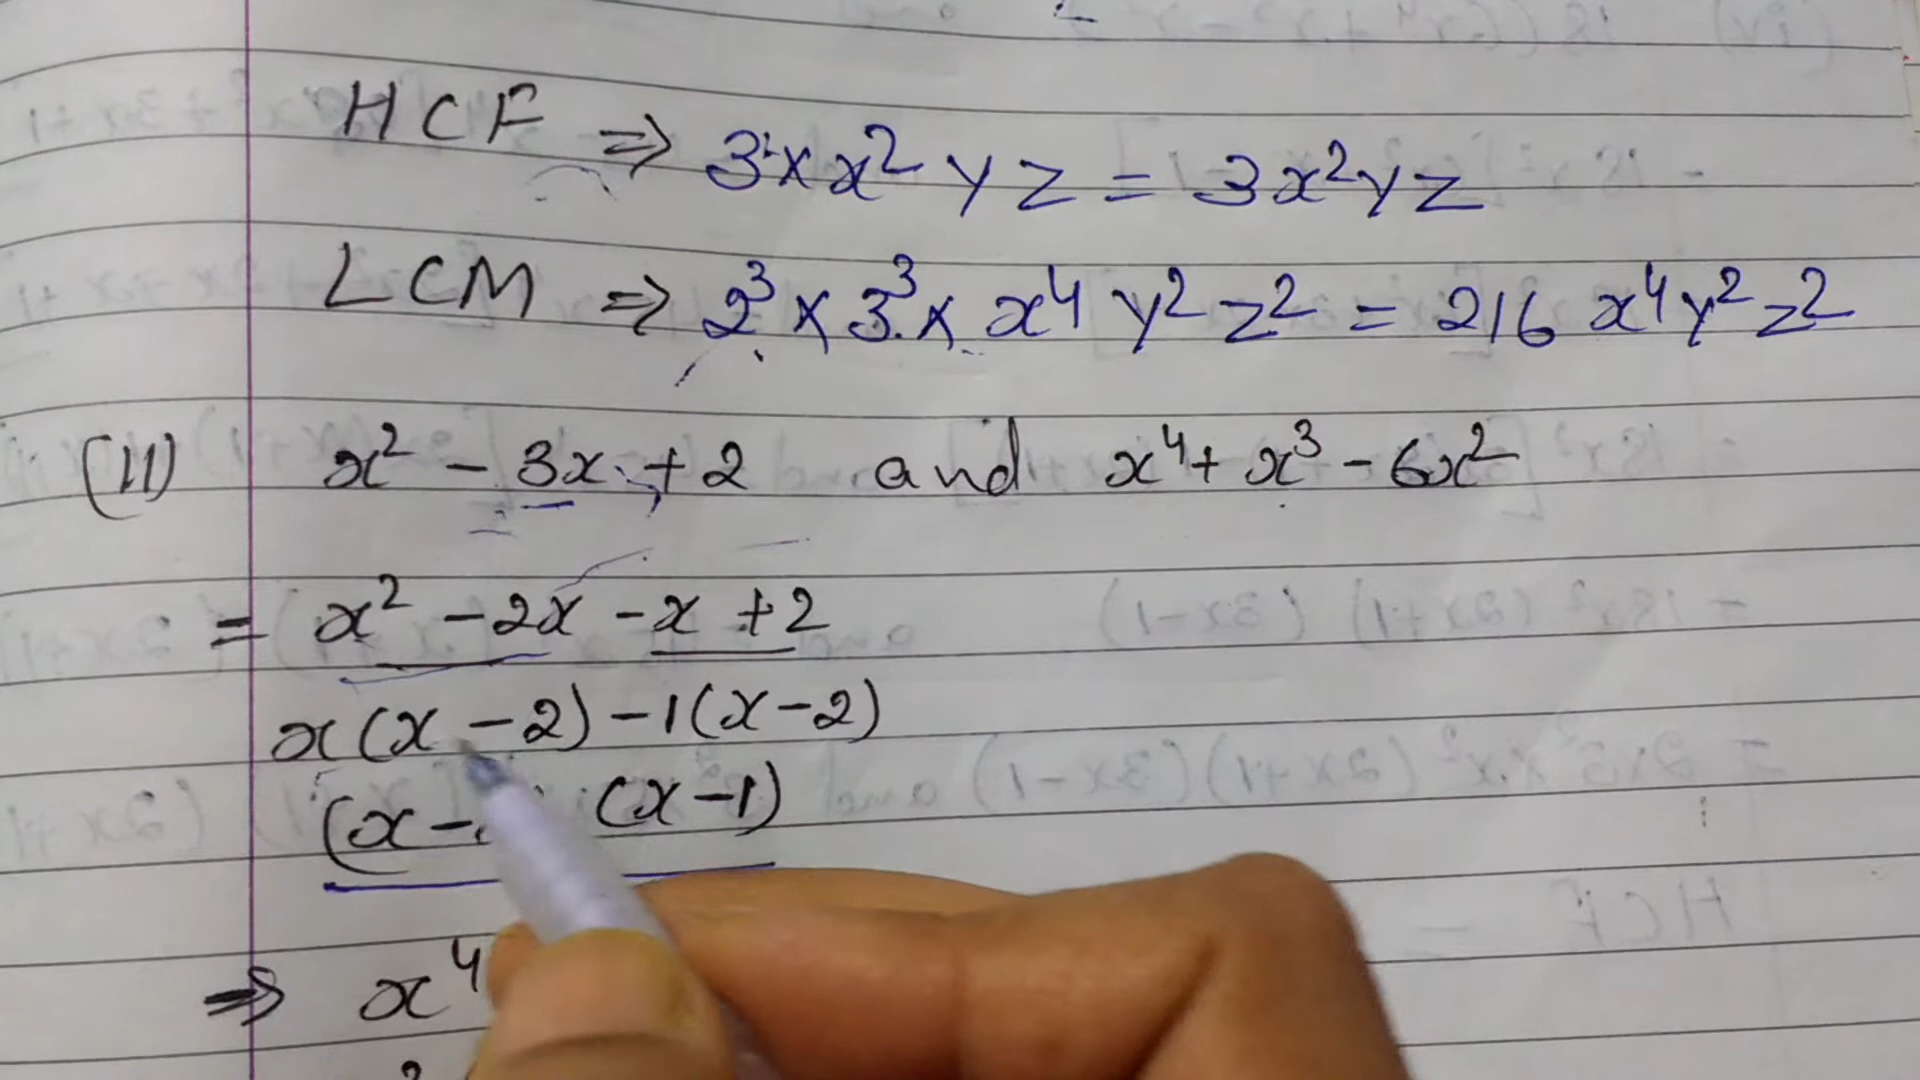 HCF ⇒ 3 × x² y z = 3x²yz
LCM ⇒ 2³ × 3³ × x⁴ y² z² = 216 x⁴y²z²
(II) x² - 3x + 2 and x⁴ + x³ - 6x²
= x² - 2x - x + 2
x(x - 2) - 1(x - 2)
(x - (x - 1)
⇒ x⁴